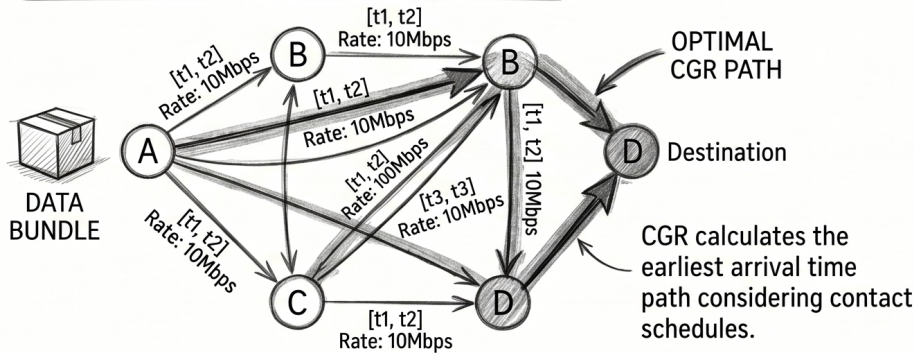 [t1, t2]
Rate: 10Mbps
B
[t1, t2]
Rate: 10Mbps
B
OPTIMAL
CGR PATH
[t1, t2]
Rate: 10Mbps
A
DATA
BUNDLE
[t1, t2]
Rate: 100Mbps
[t1, t2] 10Mbps
D
Destination
[t3, t3]
Rate: 10Mbps
[t1, t2]
Rate: 10Mbps
C
D
[t1, t2]
Rate: 10Mbps
CGR calculates the
earliest arrival time
path considering contact
schedules.